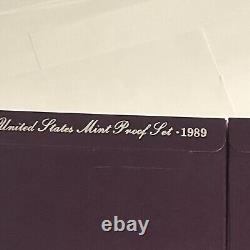 United States Mint Proof Set · 1989